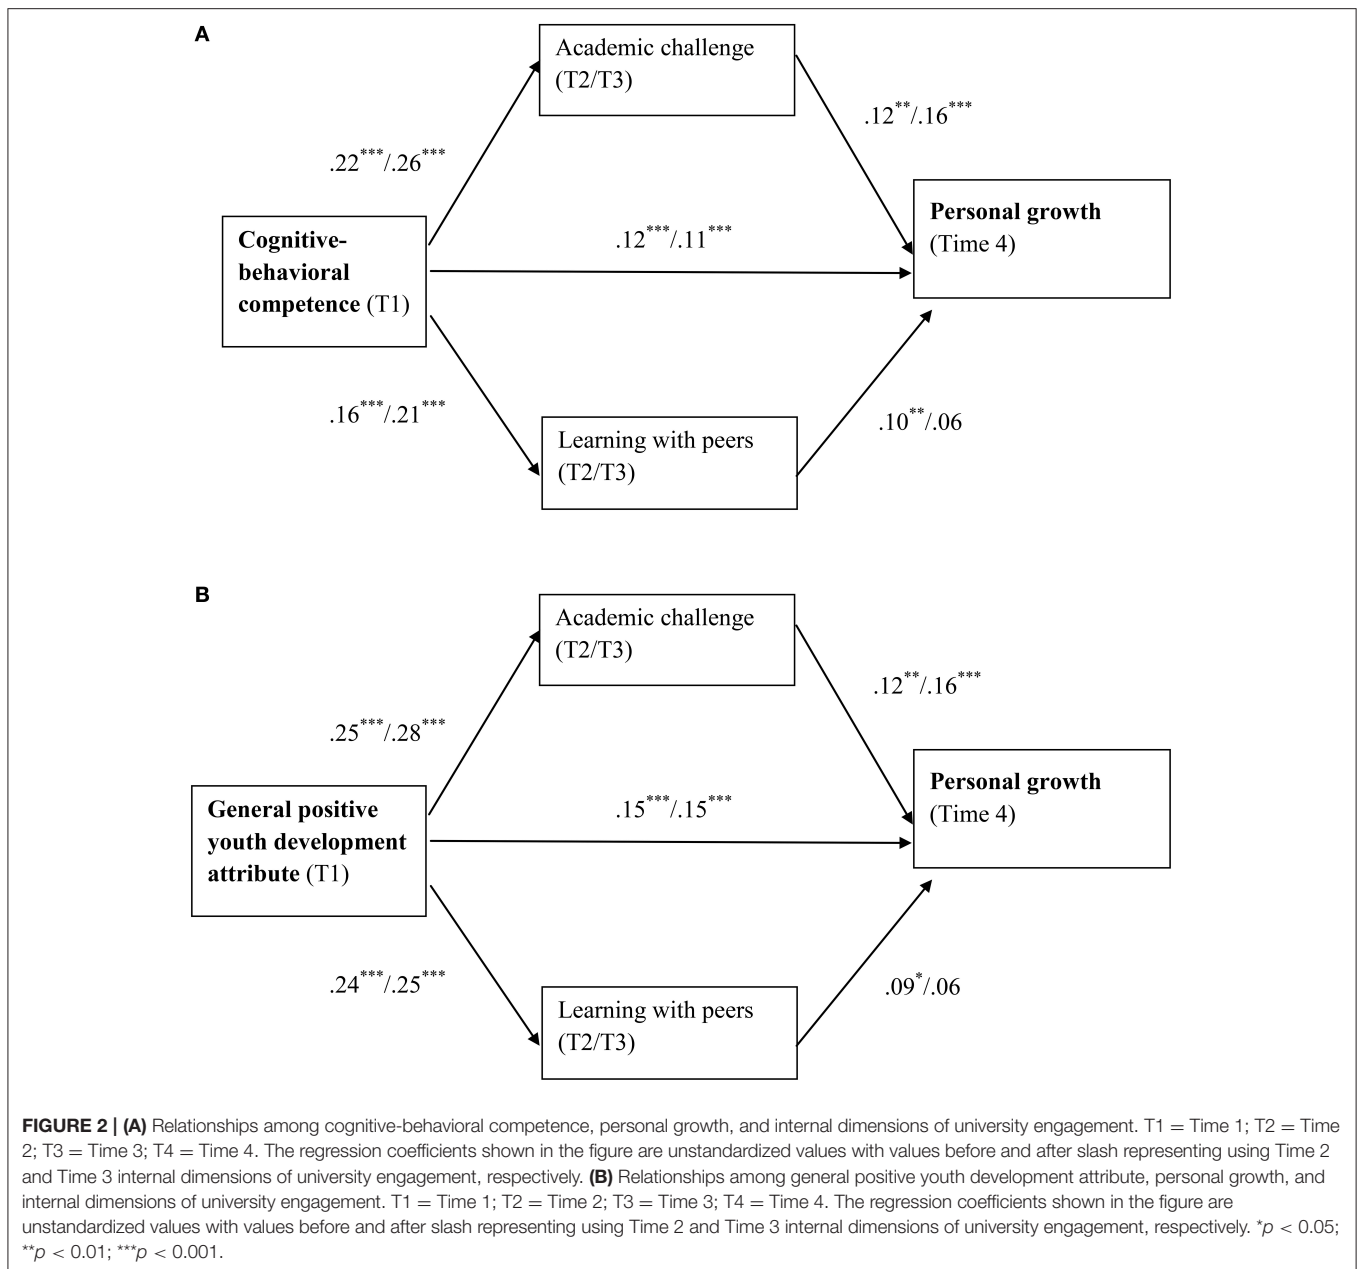 A
Academic challenge
(T2/T3)
.12**/.16***
.22***/.26***
Personal growth
(Time 4)
.12***/.11***
Cognitive-
behavioral
competence (T1)
.16***/.21***
.10**/.06
Learning with peers
(T2/T3)
B
Academic challenge
(T2/T3)
.12**/.16***
.25***/.28***
Personal growth
(Time 4)
.15***/.15***
General positive
youth development
attribute (T1)
.24***/.25***
.09*/.06
Learning with peers
(T2/T3)
FIGURE 2 | (A) Relationships among cognitive-behavioral competence, personal growth, and internal dimensions of university engagement. T1 = Time 1; T2 = Time
2; T3 = Time 3; T4 = Time 4. The regression coefficients shown in the figure are unstandardized values with values before and after slash representing using Time 2
and Time 3 internal dimensions of university engagement, respectively. (B) Relationships among general positive youth development attribute, personal growth, and
internal dimensions of university engagement. T1 = Time 1; T2 = Time 2; T3 = Time 3; T4 = Time 4. The regression coefficients shown in the figure are
unstandardized values with values before and after slash representing using Time 2 and Time 3 internal dimensions of university engagement, respectively. *p < 0.05;
**p < 0.01; ***p < 0.001.